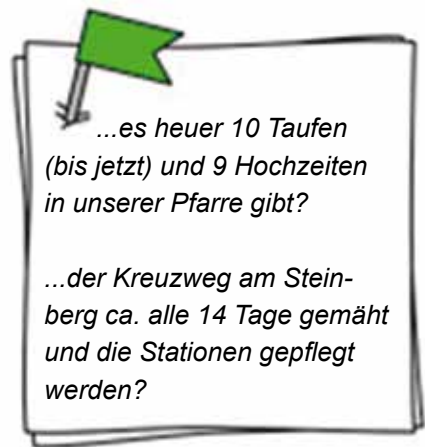 ...es heuer 10 Taufen
(bis jetzt) und 9 Hochzeiten
in unserer Pfarre gibt?
...der Kreuzweg am Stein-
berg ca. alle 14 Tage gemäht
und die Stationen gepflegt
werden?